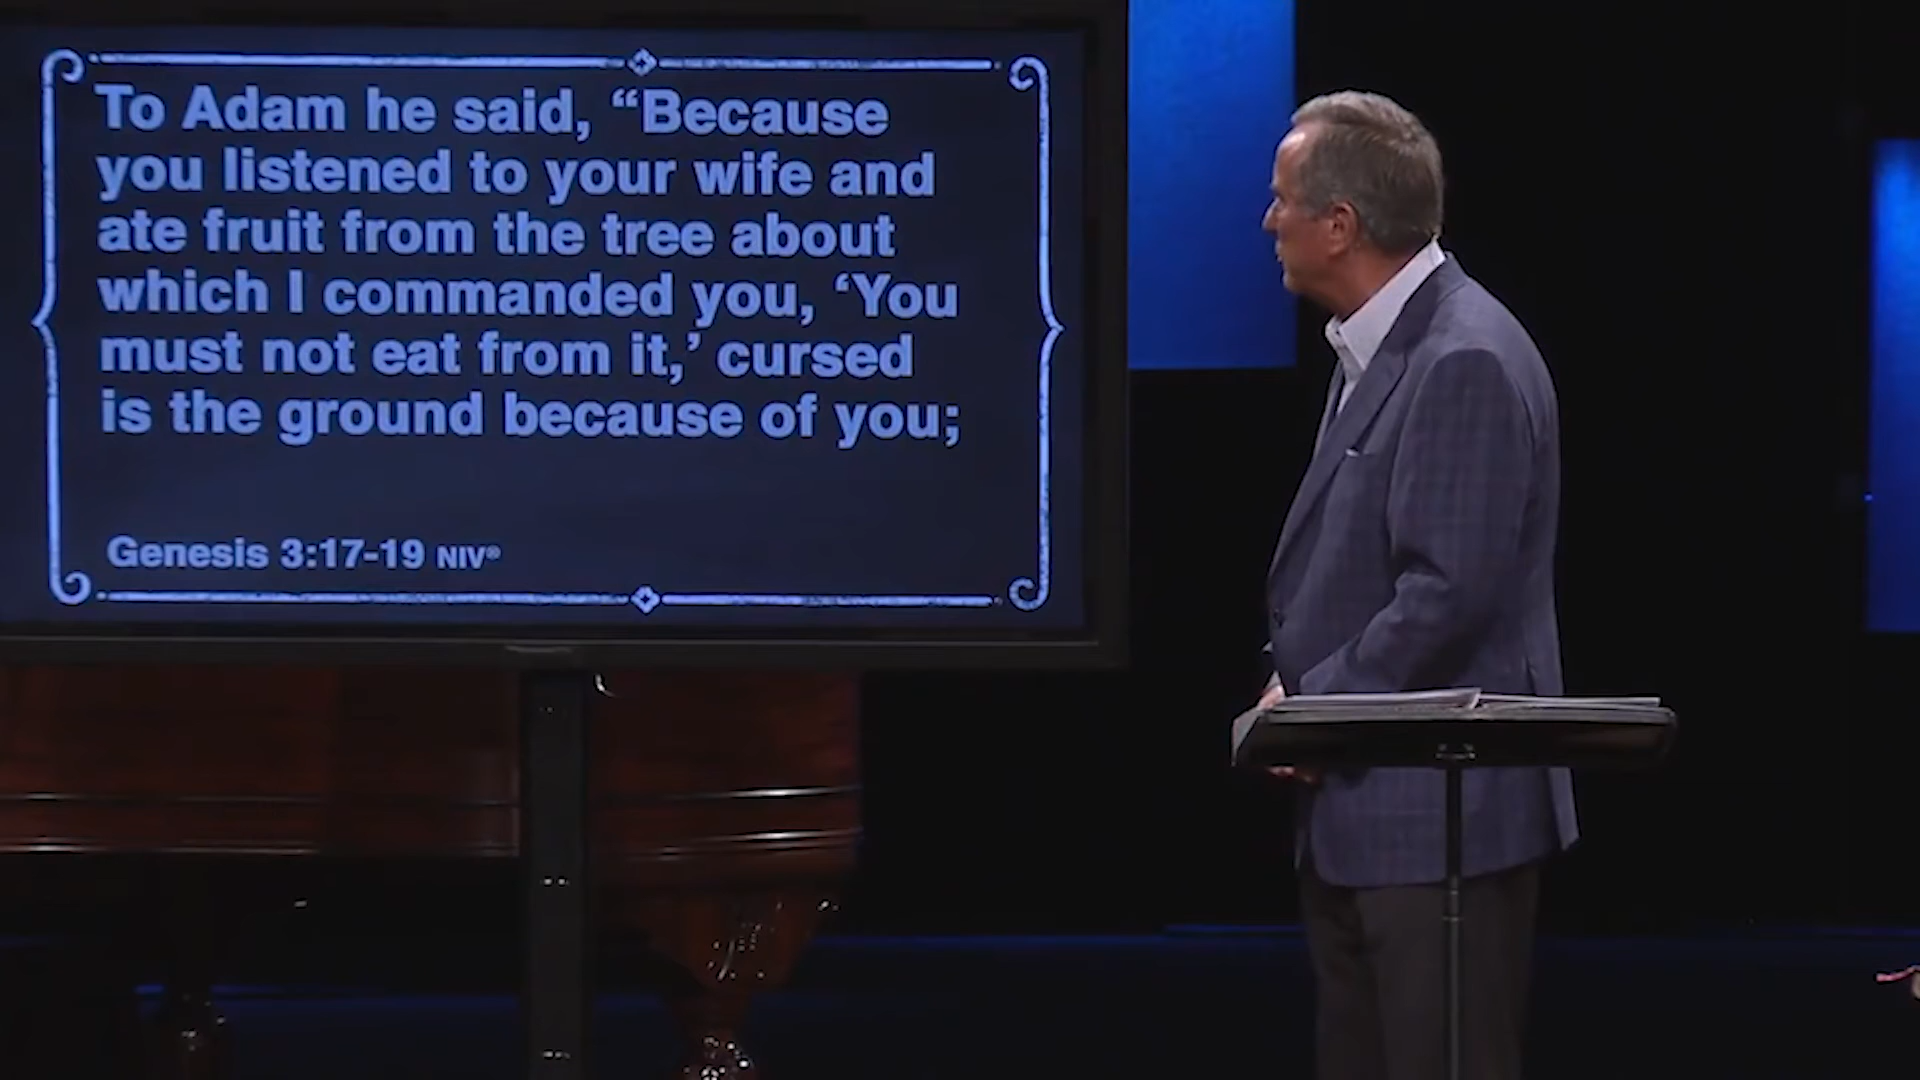 To Adam he said, “Because
you listened to your wife and
ate fruit from the tree about
which I commanded you, ‘You
must not eat from it,’ cursed
is the ground because of you;
Genesis 3:17-19 NIV®